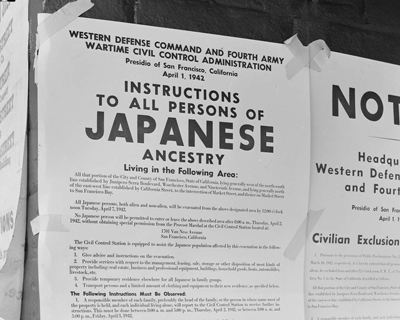 WESTERN DEFENSE COMMAND AND FOURTH ARMY
WARTIME CIVIL CONTROL ADMINISTRATION
Presidio of San Francisco, California
April 1, 1942
INSTRUCTIONS
TO ALL PERSONS OF
JAPANESE
ANCESTRY
Living in the Following Area:
All that portion of the City and County of San Francisco, State of California, lying generally west of the north-south
line established by Junipero Serra Boulevard, Worchester Avenue, and Nineteenth Avenue, and lying generally north
of the east-west line established by California Street, to the intersection of Market Street, and thence on Market Street
to San Francisco Bay.
All Japanese persons, both alien and non-alien, will be evacuated from the above designated area by 12:00 o'clock
noon Tuesday, April 7, 1942.
No Japanese person will be permitted to enter or leave the above described area after 8:00 a. m., Thursday, April 2,
1942, without obtaining special permission from the Provost Marshal at the Civil Control Station located at:
1701 Van Ness Avenue
San Francisco, California
The Civil Control Station is equipped to assist the Japanese population affected by this evacuation in the follow-
ing ways:
1. Give advice and instructions on the evacuation.
2. Provide services with respect to the management, leasing, sale, storage or other disposition of most kinds of
property including: real estate, business and professional equipment, buildings, household goods, boats, automobiles,
livestock, etc.
3. Provide temporary residence elsewhere for all Japanese in family groups.
4. Transport persons and a limited amount of clothing and equipment to their new residence, as specified below.
The Following Instructions Must Be Observed:
1. A responsible member of each family, preferably the head of the family, or the person in whose name most of
the property is held, and each individual living alone, will report to the Civil Control Station to receive further in-
structions. This must be done between 8:00 a. m. and 5:00 p. m., Thursday, April 2, 1942, or between 8:00 a. m. and
5:00 p. m., Friday, April 3, 1942.
NOT
Headqua
Western Defen
and Fourt
Presidio of San
April 1
Civilian Exclusion